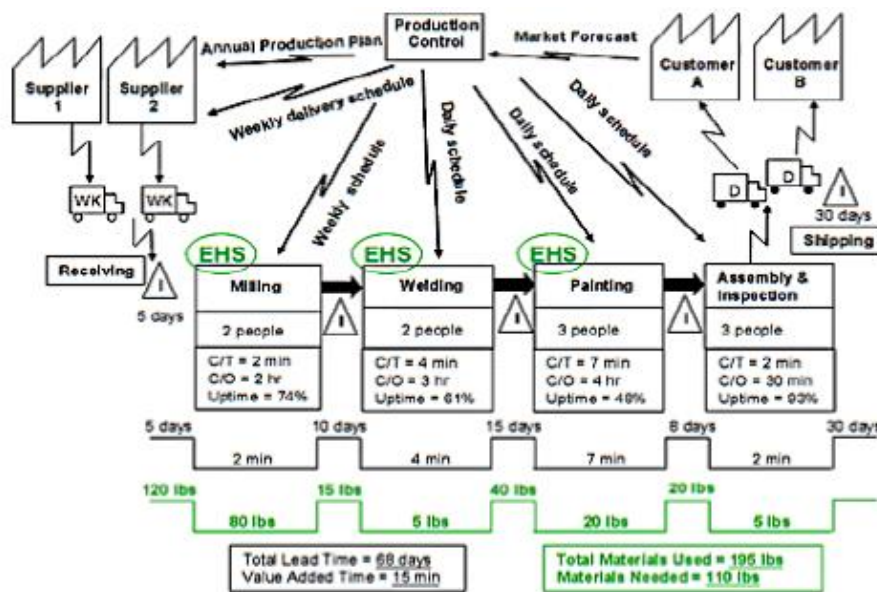 Production
Control
Annual Production Plan
Market Forecast
Supplier
1
Supplier
2
Customer
A
Customer
B
Weekly delivery schedule
Weekly schedule
Daily schedule
Daily schedule
Daily schedule
WK
WK
D
D
I
30 days
Shipping
Receiving
I
5 days
EHS
EHS
EHS
Milling
Welding
Painting
Assembly &
Inspection
I
I
I
2 people
2 people
3 people
3 people
C/T = 2 min
C/O = 2 hr
Uptime = 74%
C/T = 4 min
C/O = 3 hr
Uptime = 61%
C/T = 7 min
C/O = 4 hr
Uptime = 48%
C/T = 2 min
C/O = 30 min
Uptime = 93%
5 days
10 days
15 days
8 days
30 days
2 min
4 min
7 min
2 min
120 lbs
15 lbs
40 lbs
20 lbs
80 lbs
5 lbs
20 lbs
5 lbs
Total Lead Time = 68 days
Value Added Time = 15 min
Total Materials Used = 195 lbs
Materials Needed = 110 lbs